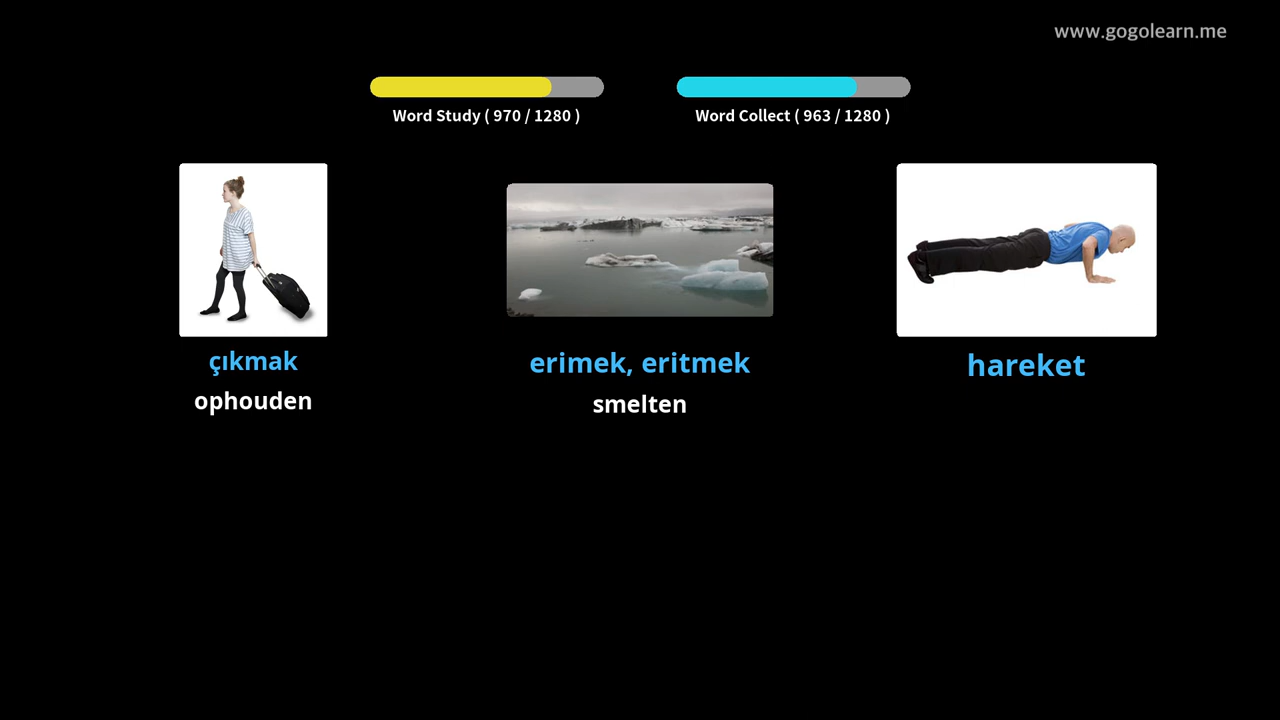 www.gogolearn.me
Word Study ( 970 / 1280 )
Word Collect ( 963 / 1280 )
çıkmak
ophouden
erimek, eritmek
smelten
hareket